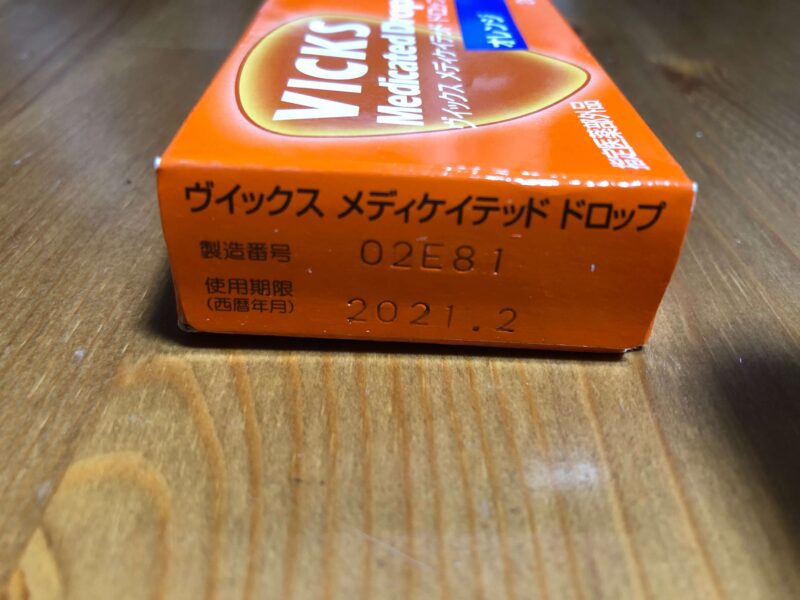 VICKS
Medicated Drop
ヴイックス メディケイテッド ドロップ
オレンジ
指定医薬部外品
ヴイックス メディケイテッド ドロップ
製造番号 02E81
使用期限 2021.2
(西暦年月)